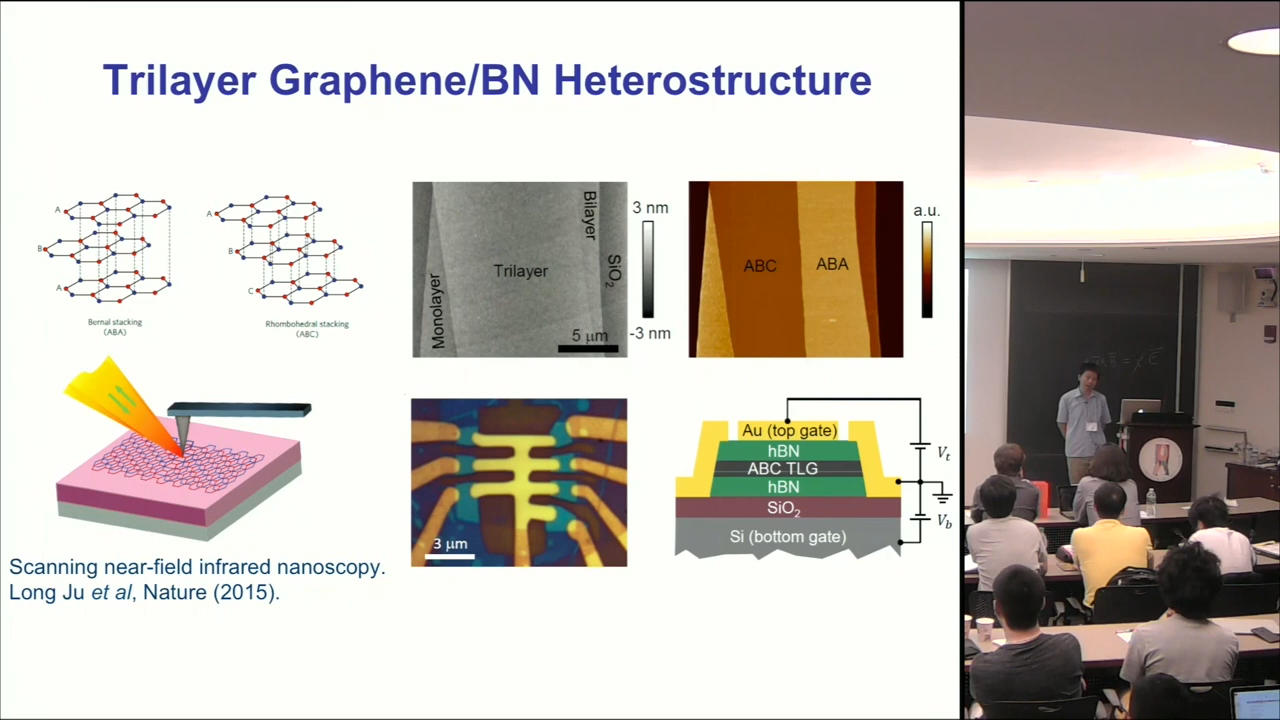 Trilayer Graphene/BN Heterostructure
A
B
A
Bernal stacking
(ABA)
A
B
C
Rhombohedral stacking
(ABC)
Monolayer
Trilayer
Bilayer
SiO2
5 μm
3 nm
-3 nm
ABC
ABA
a.u.
3 μm
Au (top gate)
hBN
ABC TLG
hBN
SiO2
Si (bottom gate)
Vt
Vb
Scanning near-field infrared nanoscopy.
Long Ju et al, Nature (2015).